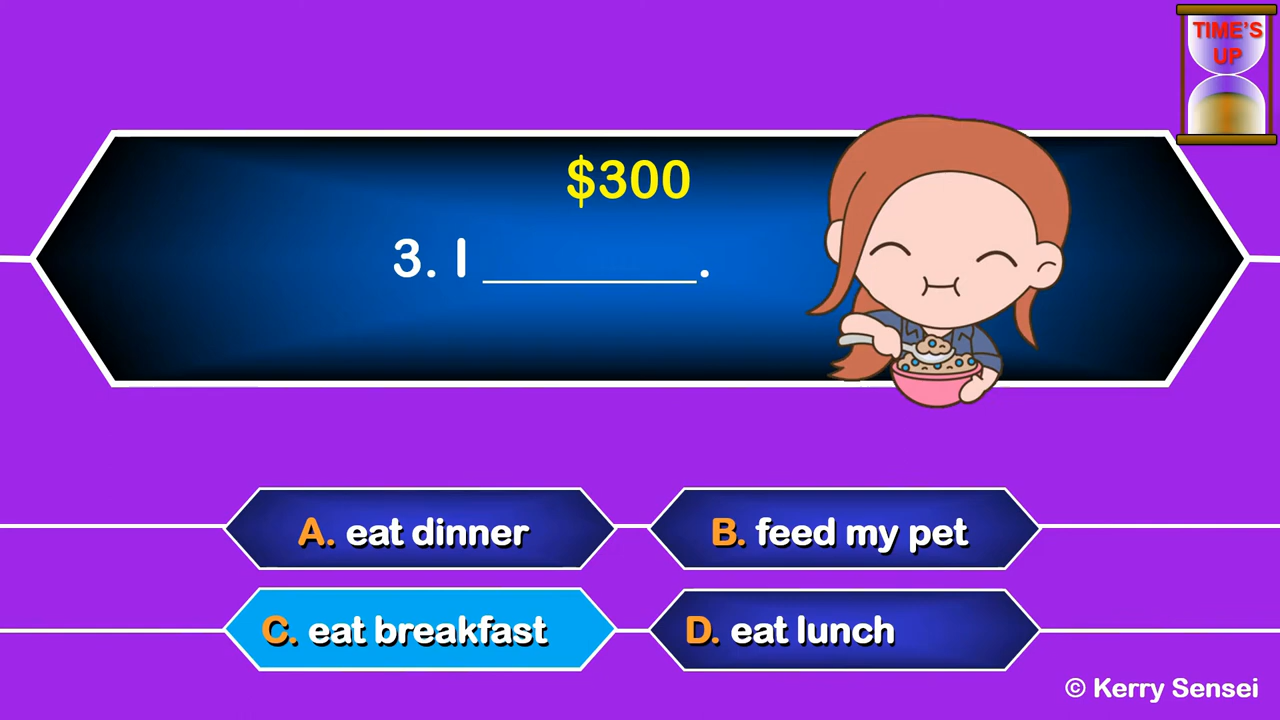 TIME'S
UP
$300
3. I ________.
A. eat dinner
B. feed my pet
C. eat breakfast
D. eat lunch
© Kerry Sensei